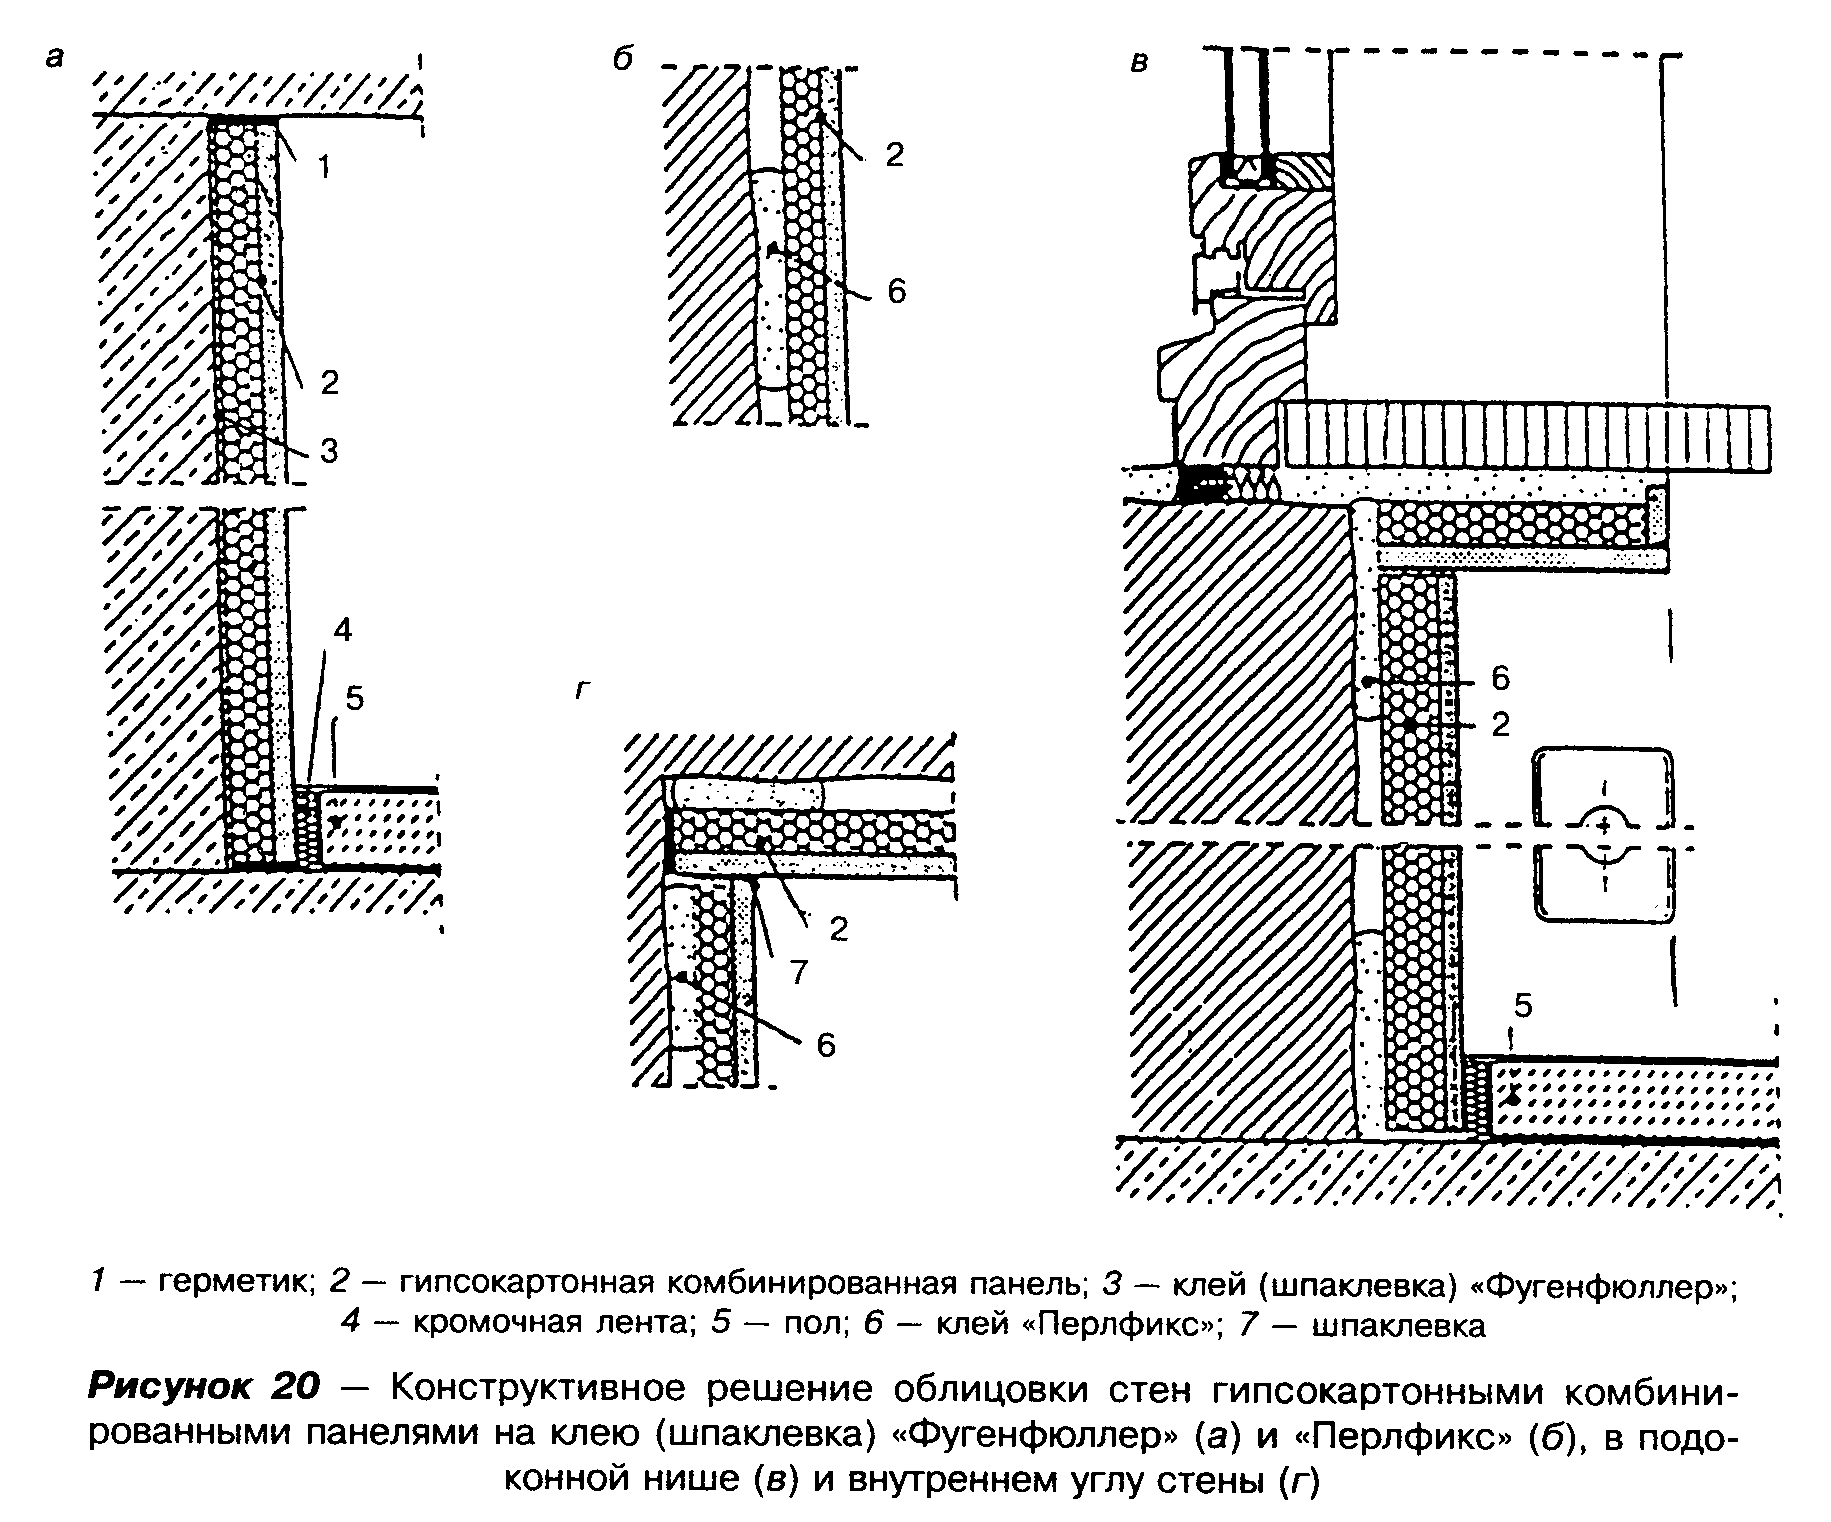 а
б
в
1
2
3
4
5
2
6
г
2
7
6
6
2
5
1 — герметик; 2 — гипсокартонная комбинированная панель; 3 — клей (шпаклевка) «Фугенфюллер»;
4 — кромочная лента; 5 — пол; 6 — клей «Перлфикс»; 7 — шпаклевка
Рисунок 20 — Конструктивное решение облицовки стен гипсокартонными комбини-
рованными панелями на клею (шпаклевка) «Фугенфюллер» (а) и «Перлфикс» (б), в подо-
конной нише (в) и внутреннем углу стены (г)